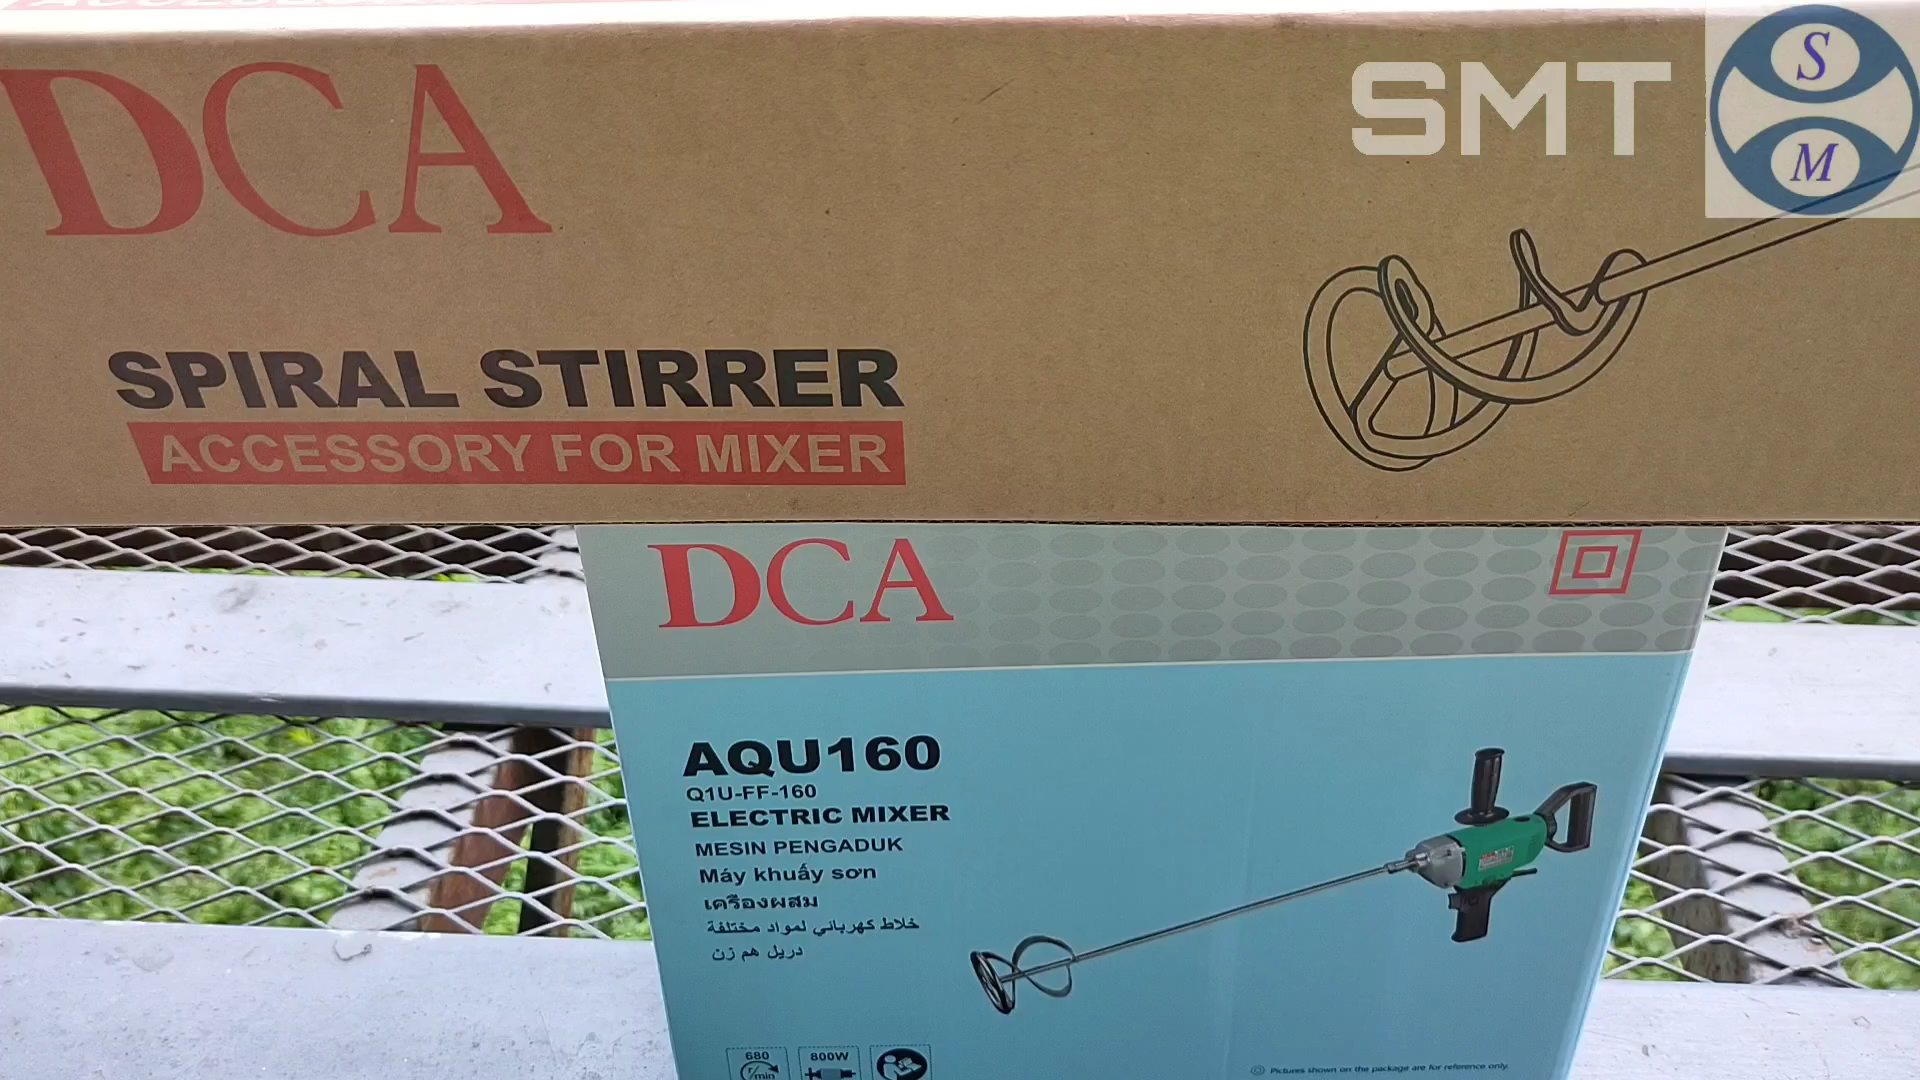 DCA
SMT
S
M
SPIRAL STIRRER
ACCESSORY FOR MIXER
DCA
AQU160
Q1U-FF-160
ELECTRIC MIXER
MESIN PENGADUK
Máy khuấy sơn
เครื่องผสม
خلاط كهربائي لمواد مختلفة
دریل هم زن
680
r/min
800W
Pictures shown on the package are for reference only.